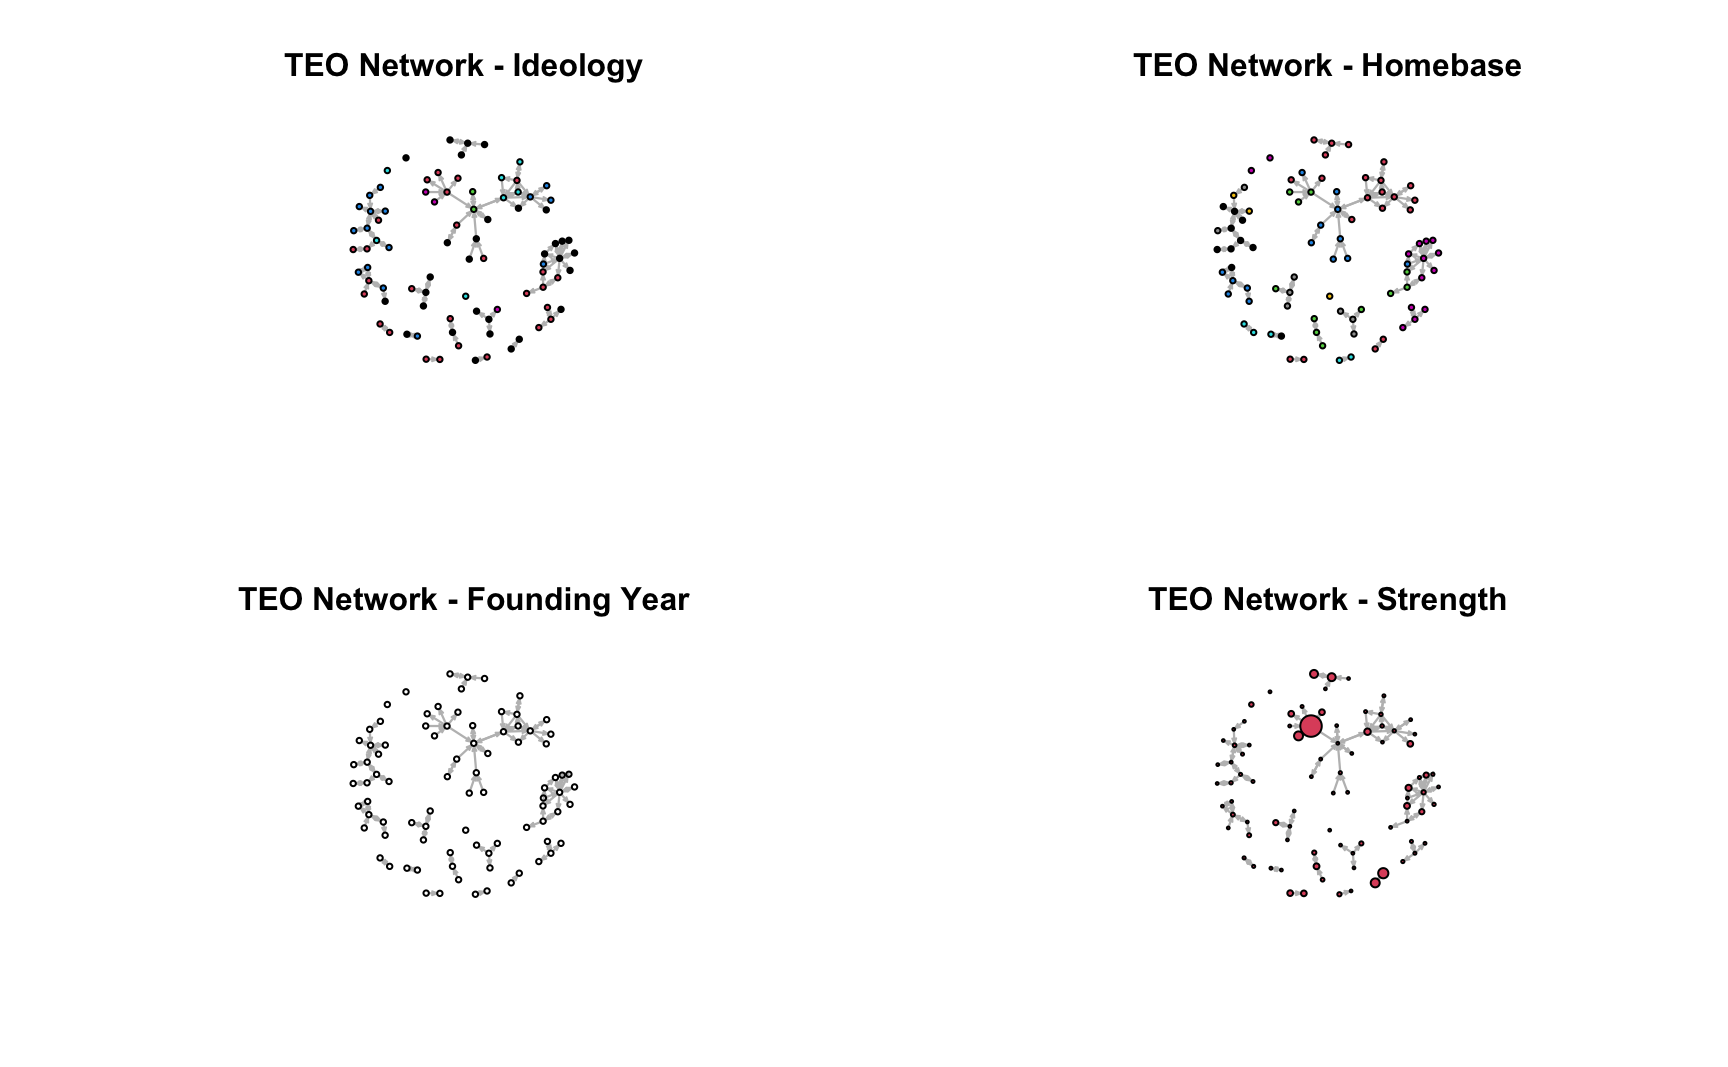 TEO Network - Ideology
TEO Network - Homebase
TEO Network - Founding Year
TEO Network - Strength